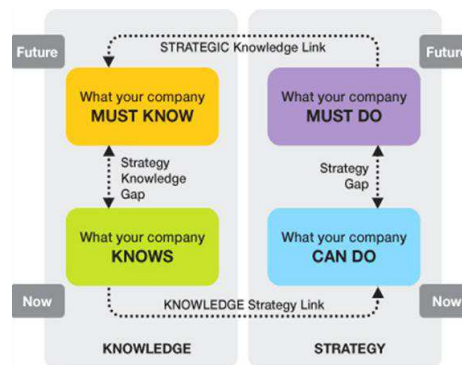 STRATEGIC Knowledge Link
Future
Future
What your company
MUST KNOW
What your company
MUST DO
Strategy
Knowledge
Gap
Strategy
Gap
What your company
KNOWS
What your company
CAN DO
Now
Now
KNOWLEDGE Strategy Link
KNOWLEDGE
STRATEGY